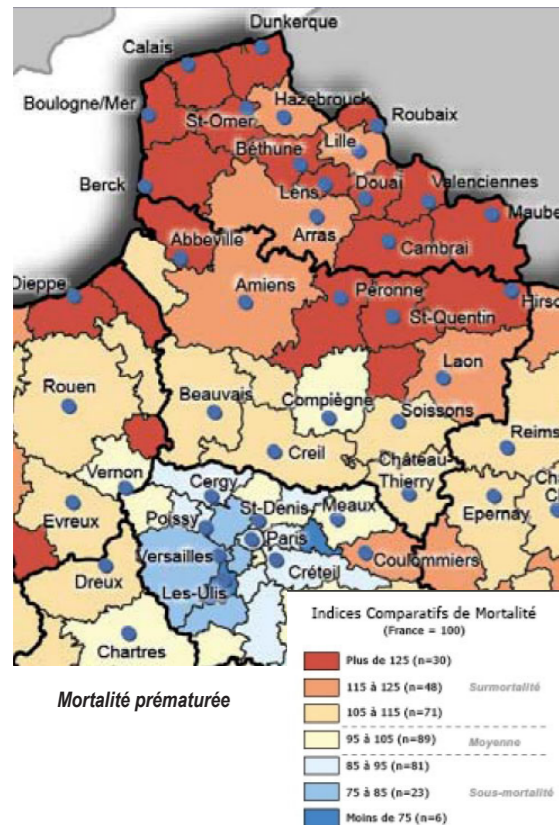 Dunkerque
Calais
Boulogne/Mer
Hazebrouck
St-Omer
Roubaix
Béthune
Lille
Berck
Lens
Douai
Valenciennes
Arras
Maube
Cambrai
Abbeville
Dieppe
Amiens
Péronne
Hirs
St-Quentin
Laon
Rouen
Beauvais
Compiègne
Soissons
Creil
Reims
Vernon
Cergy
Château-
Thierry
St-Denis
Meaux
Evreux
Poissy
Paris
Epernay
Ch
Versailles
Coulommiers
Dreux
Créteil
Les-Ulis
Chartres
Mortalité prématurée
Indices Comparatifs de Mortalité
(France = 100)
Plus de 125 (n=30)
115 à 125 (n=48) Surmortalité
105 à 115 (n=71)
95 à 105 (n=89) Moyenne
85 à 95 (n=81)
75 à 85 (n=23) Sous-mortalité
Moins de 75 (n=6)